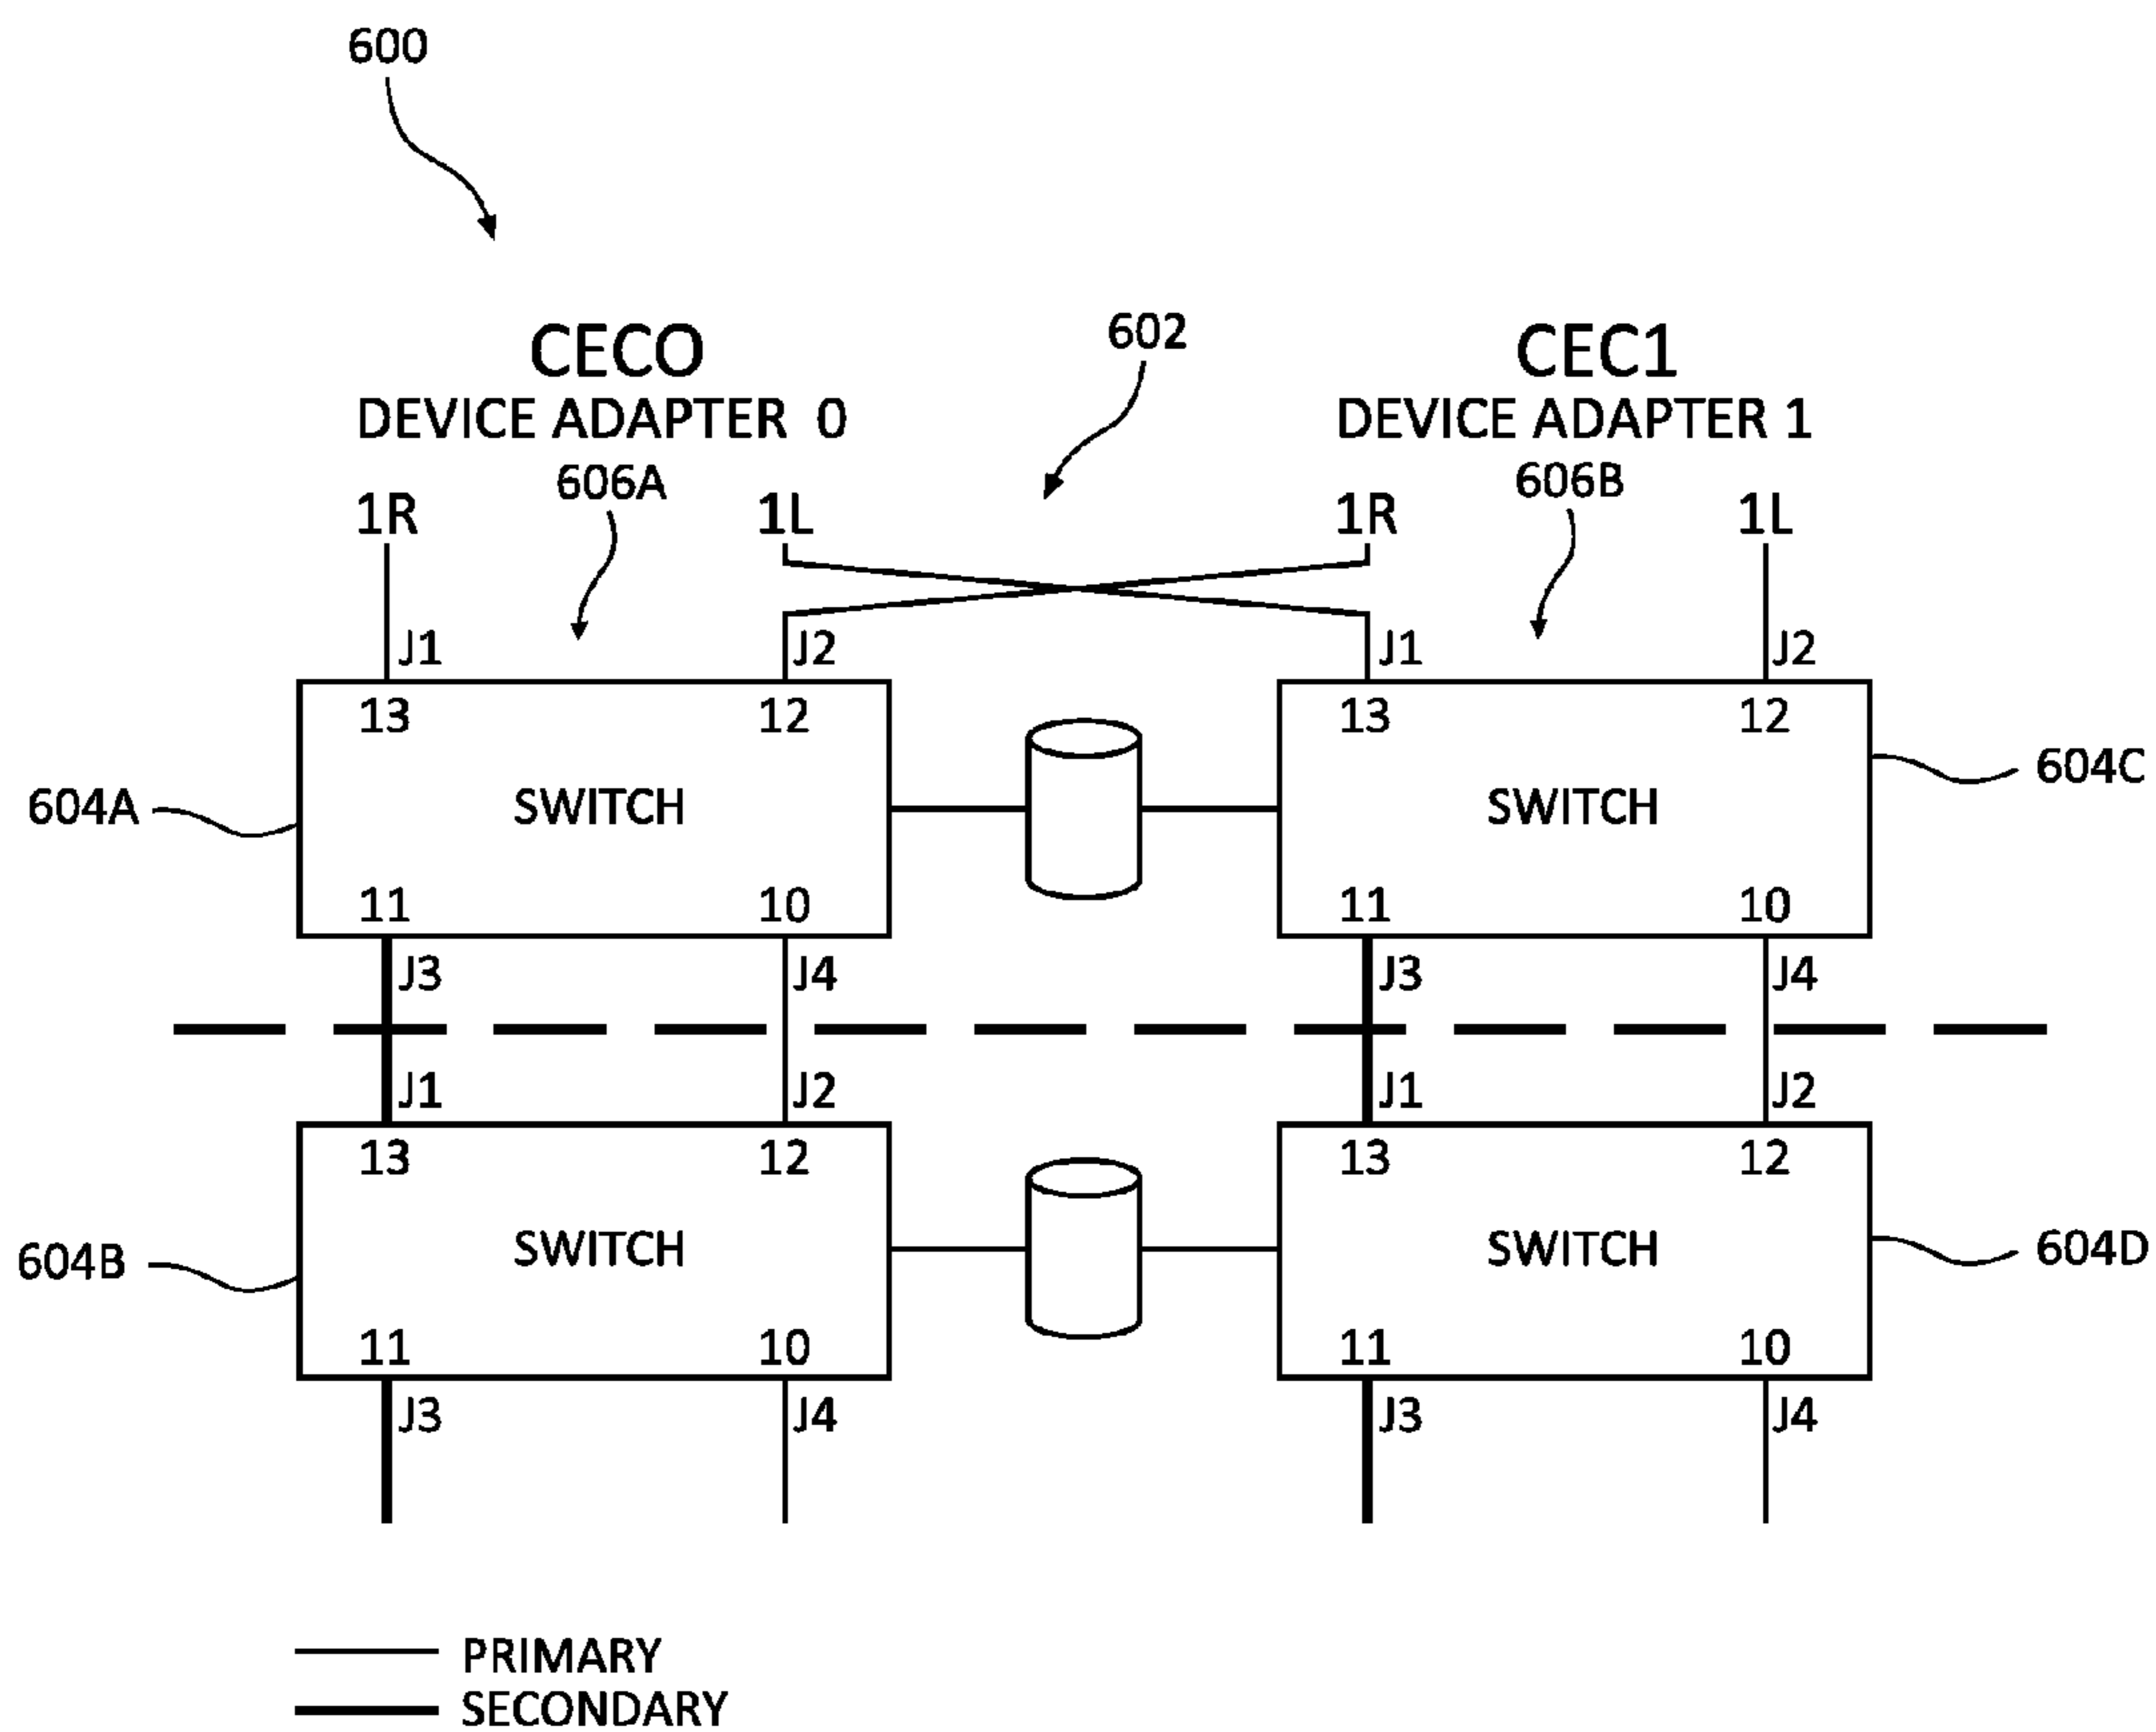 600
602
CECO
CEC1
DEVICE ADAPTER 0
DEVICE ADAPTER 1
606A
606B
1R
1L
1R
1L
J1
J2
J1
J2
13
12
13
12
604A
SWITCH
SWITCH
604C
11
10
11
10
J3
J4
J3
J4
J1
J2
J1
J2
13
12
13
12
604B
SWITCH
SWITCH
604D
11
10
11
10
J3
J4
J3
J4
PRIMARY
SECONDARY